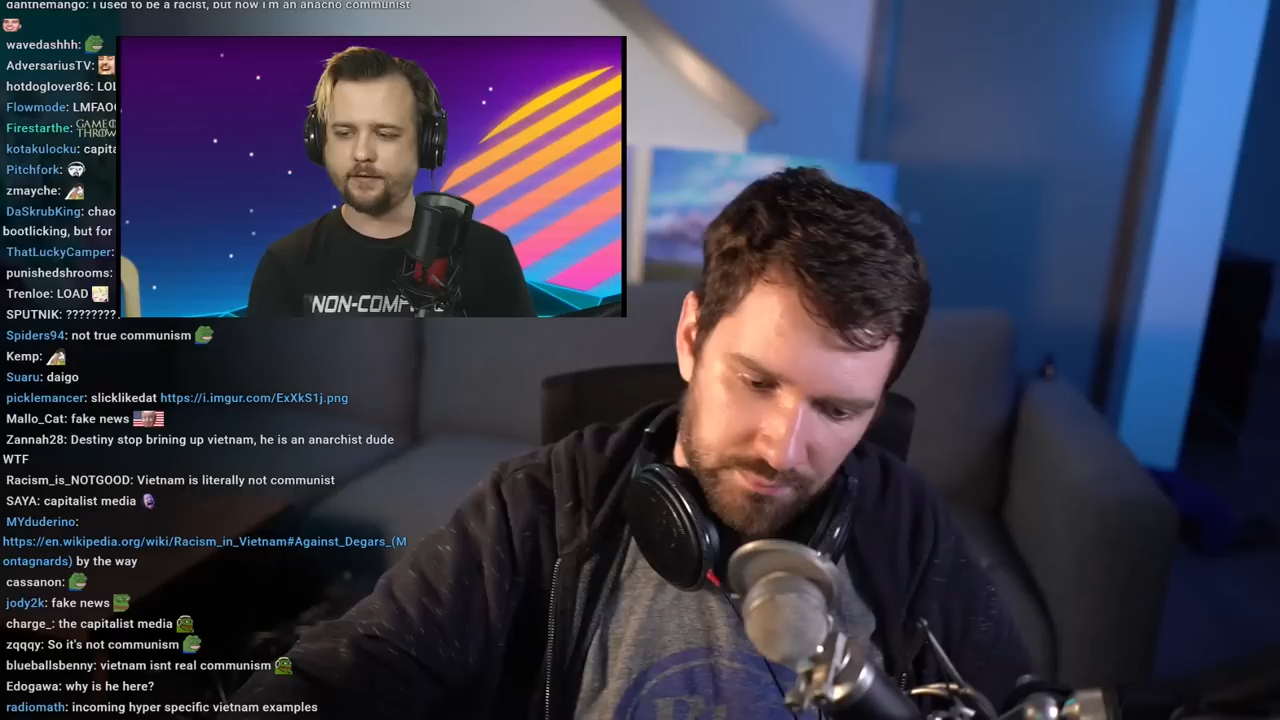 danthemango: i used to be a racist, but now i'm an anacho communist
wavedashhh:
AdversariusTV:
hotdoglover86: LOL
Flowmode: LMFAO
Firestarthe: GAME
THROW
kotakulocku: capita
Pitchfork:
zmayche:
DaSkrubKing: chao
bootlicking, but for
ThatLuckyCamper:
punishedshrooms:
Trenloe: LOAD
SPUTNIK: ????????
Spiders94: not true communism
Kemp:
Suaru: daigo
picklemancer: slicklikedat https://i.imgur.com/ExXkS1j.png
Mallo_Cat: fake news
Zannah28: Destiny stop brining up vietnam, he is an anarchist dude
WTF
Racism_is_NOTGOOD: Vietnam is literally not communist
SAYA: capitalist media
MYduderino:
https://en.wikipedia.org/wiki/Racism_in_Vietnam#Against_Degars_(M
ontagnards) by the way
cassanon:
jody2k: fake news
charge_: the capitalist media
zqqqy: So it's not communism
blueballsbenny: vietnam isnt real communism
Edogawa: why is he here?
radiomath: incoming hyper specific vietnam examples
NON-COMP